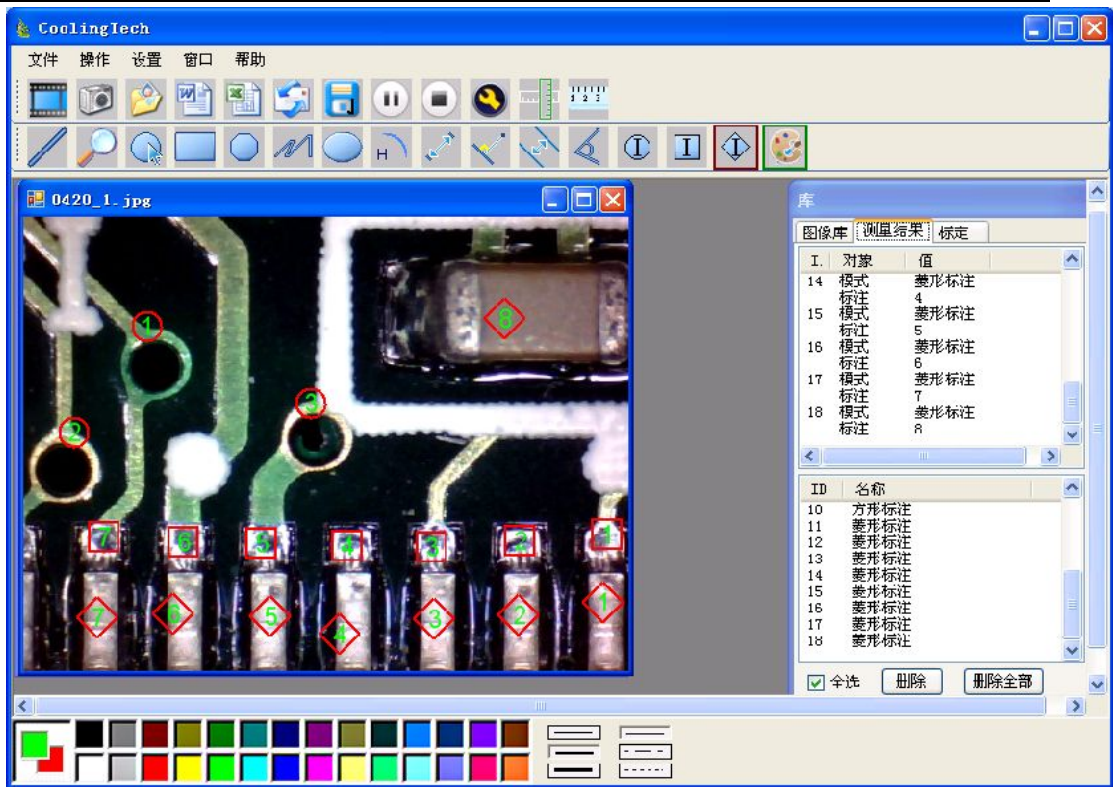 CoolingTech
文件 操作 设置 窗口 帮助
0420_1.jpg
库
图像库 测量结果 标定
I. 对象 值
14 模式 菱形标注
标注 4
15 模式 菱形标注
标注 5
16 模式 菱形标注
标注 6
17 模式 菱形标注
标注 7
18 模式 菱形标注
标注 8
ID 名称
10 方形标注
11 菱形标注
12 菱形标注
13 菱形标注
14 菱形标注
15 菱形标注
16 菱形标注
17 菱形标注
18 菱形标注
全选 删除 删除全部
8
1
3
2
7 6 5 4 3 2 1
7 6 5 4 3 2 1